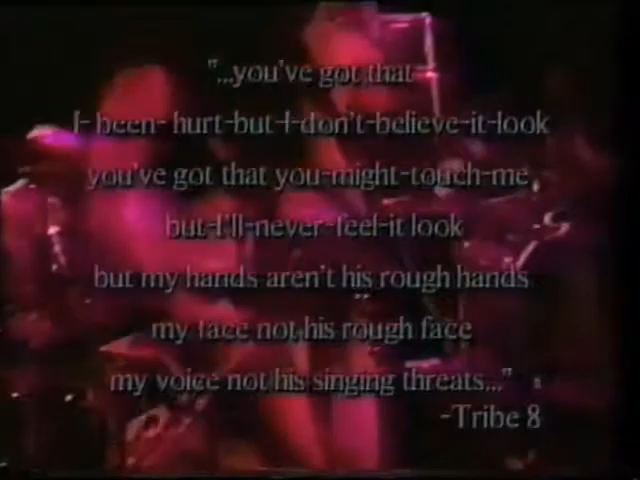 "...you've got that
I-been-hurt-but-I-don't-believe-it-look
you've got that you-might-touch-me
but-I'll-never-feel-it look
but my hands aren't his rough hands
my face not his rough face
my voice not his singing threats..."
-Tribe 8